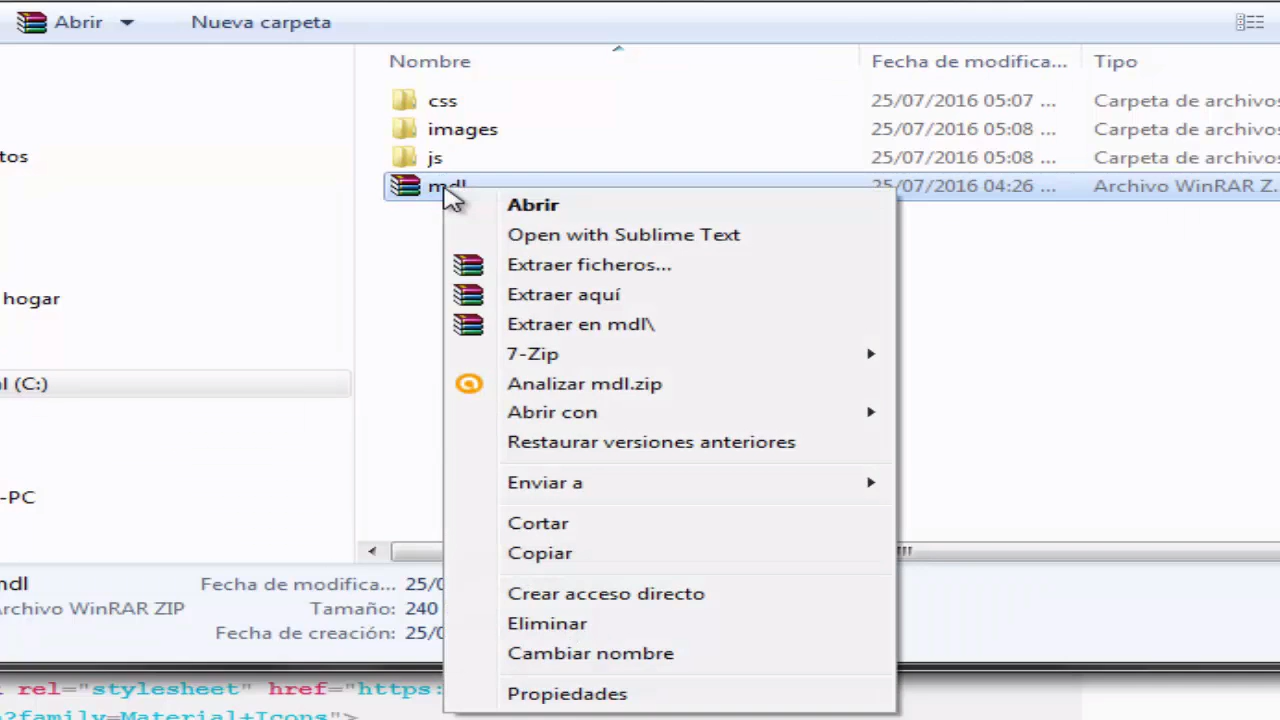 Abrir Nueva carpeta
Nombre Fecha de modifica... Tipo
css 25/07/2016 05:07 ... Carpeta de archivos
images 25/07/2016 05:08 ... Carpeta de archivos
tos
js 25/07/2016 05:08 ... Carpeta de archivos
mdl 25/07/2016 04:26 ... Archivo WinRAR Z...
Abrir
Open with Sublime Text
Extraer ficheros...
Extraer aquí
hogar
Extraer en mdl\
7-Zip
l (C:)
Analizar mdl.zip
Abrir con
Restaurar versiones anteriores
Enviar a
-PC
Cortar
Copiar
mdl Fecha de modifica... 25/0
Crear acceso directo
Archivo WinRAR ZIP Tamaño: 240
Eliminar
Fecha de creación: 25/0
Cambiar nombre
Propiedades
rel="stylesheet" href="https:
?family=Material+Icons">